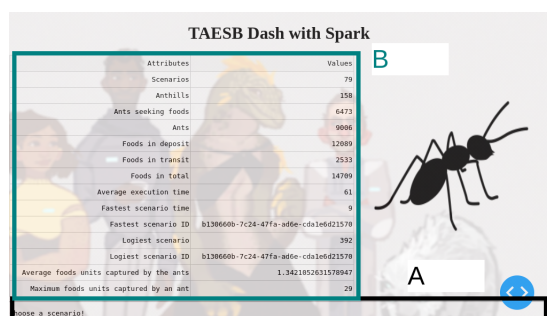 TAESB Dash with Spark
B
Attributes Values
Scenarios 79
Anthills 158
Ants seeking foods 6473
Ants 9006
Foods in deposit 12089
Foods in transit 2533
Foods in total 14709
Average execution time 61
Fastest scenario time 9
Fastest scenario ID b130660b-7c24-47fa-ad6e-cda1e6d21570
Logiest scenario 392
Logiest scenario ID b130660b-7c24-47fa-ad6e-cda1e6d21570
Average foods units captured by the ants 1.3421052631578947
Maximum foods units captured by an ant 29
A
hoose a scenario!